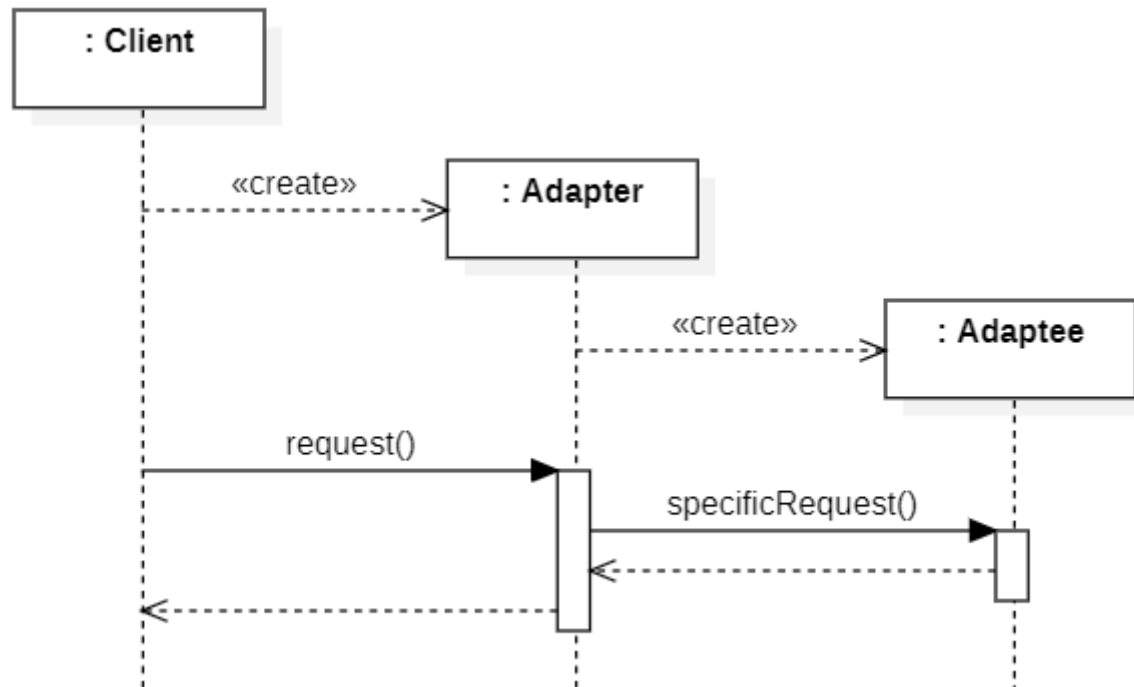 : Client
«create»
: Adapter
«create»
: Adaptee
request()
specificRequest()